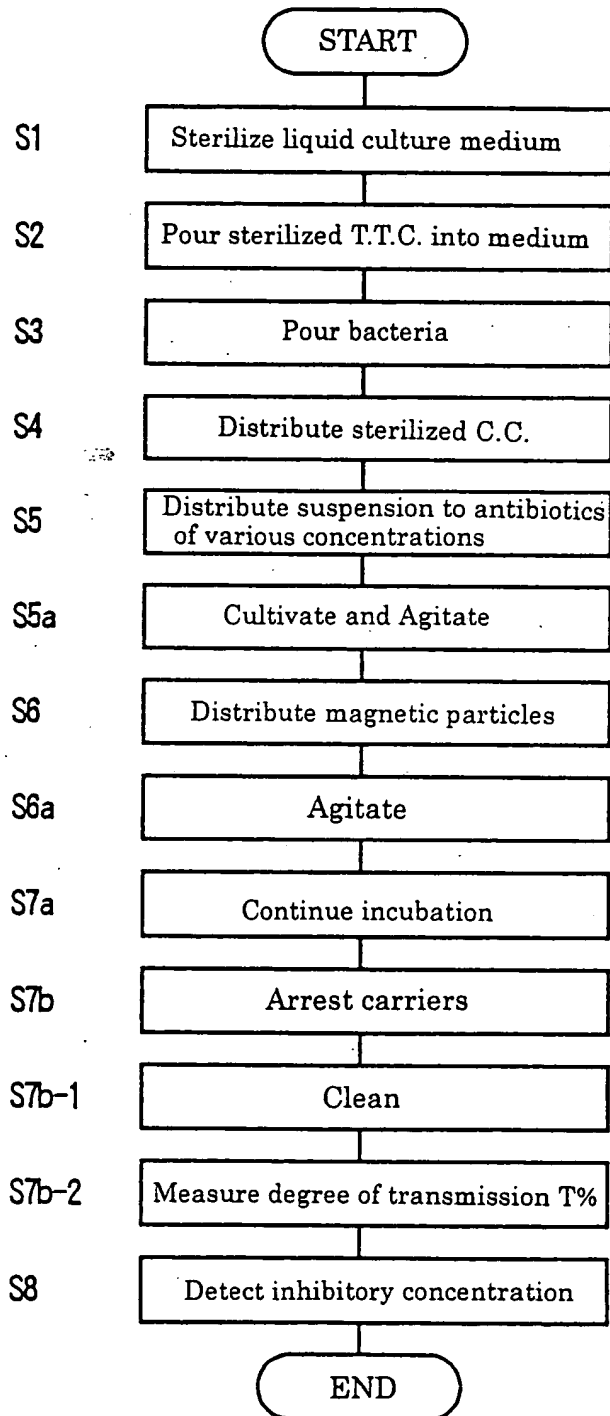 START
S1 Sterilize liquid culture medium
S2 Pour sterilized T.T.C. into medium
S3 Pour bacteria
S4 Distribute sterilized C.C.
S5 Distribute suspension to antibiotics
of various concentrations
S5a Cultivate and Agitate
S6 Distribute magnetic particles
S6a Agitate
S7a Continue incubation
S7b Arrest carriers
S7b-1 Clean
S7b-2 Measure degree of transmission T%
S8 Detect inhibitory concentration
END